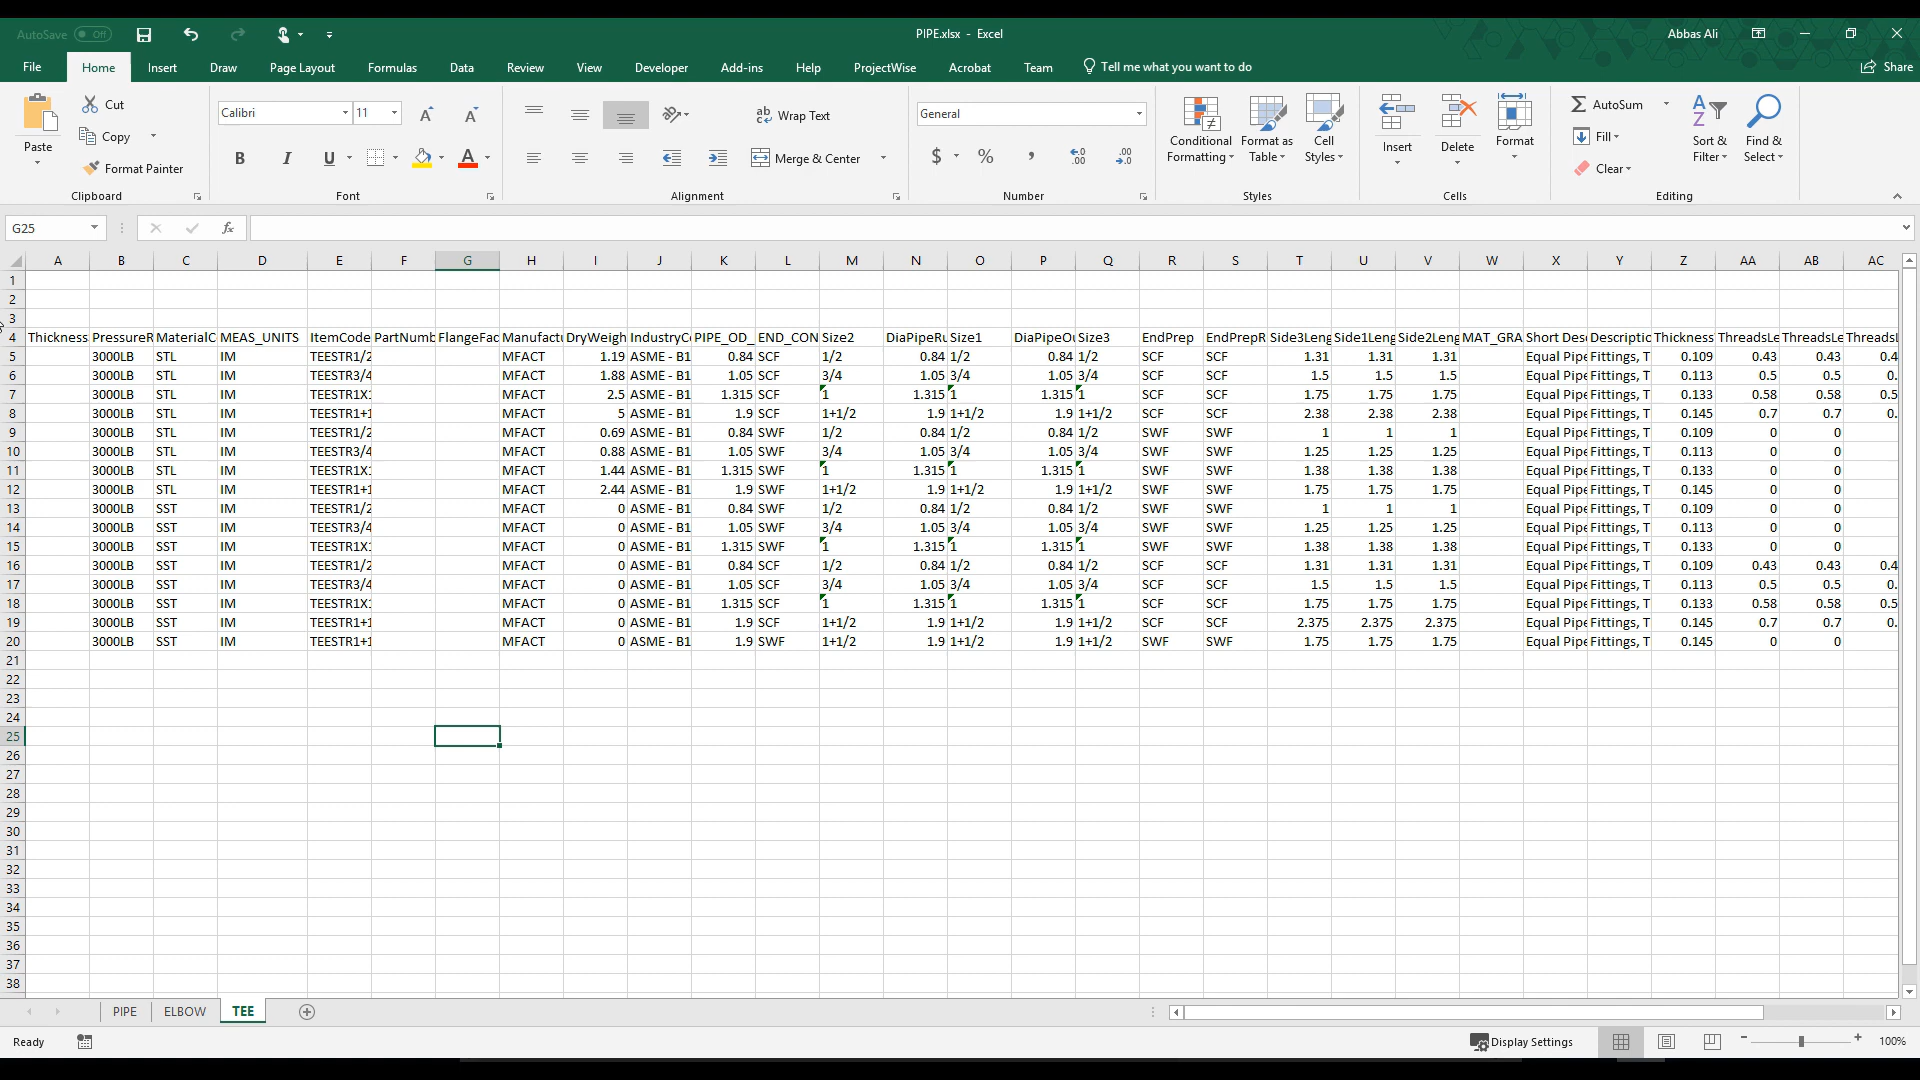 AutoSave Off PIPE.xlsx - Excel Abbas Ali
File Home Insert Draw Page Layout Formulas Data Review View Developer Add-ins Help ProjectWise Acrobat Team Tell me what you want to do Share
Paste Cut Copy Format Painter Clipboard
Calibri 11 B I U A Font
ab Wrap Text Merge & Center Alignment
General $ % , Number
Conditional Formatting Format as Table Cell Styles Styles
Insert Delete Format Cells
AutoSum Fill Clear Sort & Filter Find & Select Editing
G25 fx
A B C D E F G H I J K L M N O P Q R S T U V W X Y Z AA AB AC
1
2
3
4 Thickness PressureR MaterialC MEAS_UNITS ItemCode PartNumb FlangeFac Manufactu DryWeigh IndustryCo PIPE_OD_ END_CON Size2 DiaPipeRu Size1 DiaPipeOu Size3 EndPrep EndPrepR Side3Leng Side1Leng Side2Leng MAT_GRA Short Des Descriptio Thickness ThreadsLe ThreadsLe ThreadsL
5 3000LB STL IM TEESTR1/2 MFACT 1.19 ASME - B1 0.84 SCF 1/2 0.84 1/2 0.84 1/2 SCF SCF 1.31 1.31 1.31 Equal Pipe Fittings, T 0.109 0.43 0.43 0.4
6 3000LB STL IM TEESTR3/4 MFACT 1.88 ASME - B1 1.05 SCF 3/4 1.05 3/4 1.05 3/4 SCF SCF 1.5 1.5 1.5 Equal Pipe Fittings, T 0.113 0.5 0.5 0.
7 3000LB STL IM TEESTR1X1 MFACT 2.5 ASME - B1 1.315 SCF 1 1.315 1 1.315 1 SCF SCF 1.75 1.75 1.75 Equal Pipe Fittings, T 0.133 0.58 0.58 0.5
8 3000LB STL IM TEESTR1+1 MFACT 5 ASME - B1 1.9 SCF 1+1/2 1.9 1+1/2 1.9 1+1/2 SCF SCF 2.38 2.38 2.38 Equal Pipe Fittings, T 0.145 0.7 0.7 0.
9 3000LB STL IM TEESTR1/2 MFACT 0.69 ASME - B1 0.84 SWF 1/2 0.84 1/2 0.84 1/2 SWF SWF 1 1 1 Equal Pipe Fittings, T 0.109 0 0
10 3000LB STL IM TEESTR3/4 MFACT 0.88 ASME - B1 1.05 SWF 3/4 1.05 3/4 1.05 3/4 SWF SWF 1.25 1.25 1.25 Equal Pipe Fittings, T 0.113 0 0
11 3000LB STL IM TEESTR1X1 MFACT 1.44 ASME - B1 1.315 SWF 1 1.315 1 1.315 1 SWF SWF 1.38 1.38 1.38 Equal Pipe Fittings, T 0.133 0 0
12 3000LB STL IM TEESTR1+1 MFACT 2.44 ASME - B1 1.9 SWF 1+1/2 1.9 1+1/2 1.9 1+1/2 SWF SWF 1.75 1.75 1.75 Equal Pipe Fittings, T 0.145 0 0
13 3000LB SST IM TEESTR1/2 MFACT 0 ASME - B1 0.84 SWF 1/2 0.84 1/2 0.84 1/2 SWF SWF 1 1 1 Equal Pipe Fittings, T 0.109 0 0
14 3000LB SST IM TEESTR3/4 MFACT 0 ASME - B1 1.05 SWF 3/4 1.05 3/4 1.05 3/4 SWF SWF 1.25 1.25 1.25 Equal Pipe Fittings, T 0.113 0 0
15 3000LB SST IM TEESTR1X1 MFACT 0 ASME - B1 1.315 SWF 1 1.315 1 1.315 1 SWF SWF 1.38 1.38 1.38 Equal Pipe Fittings, T 0.133 0 0
16 3000LB SST IM TEESTR1/2 MFACT 0 ASME - B1 0.84 SCF 1/2 0.84 1/2 0.84 1/2 SCF SCF 1.31 1.31 1.31 Equal Pipe Fittings, T 0.109 0.43 0.43 0.4
17 3000LB SST IM TEESTR3/4 MFACT 0 ASME - B1 1.05 SCF 3/4 1.05 3/4 1.05 3/4 SCF SCF 1.5 1.5 1.5 Equal Pipe Fittings, T 0.113 0.5 0.5 0.
18 3000LB SST IM TEESTR1X1 MFACT 0 ASME - B1 1.315 SCF 1 1.315 1 1.315 1 SCF SCF 1.75 1.75 1.75 Equal Pipe Fittings, T 0.133 0.58 0.58 0.5
19 3000LB SST IM TEESTR1+1 MFACT 0 ASME - B1 1.9 SCF 1+1/2 1.9 1+1/2 1.9 1+1/2 SCF SCF 2.375 2.375 2.375 Equal Pipe Fittings, T 0.145 0.7 0.7 0.
20 3000LB SST IM TEESTR1+1 MFACT 0 ASME - B1 1.9 SWF 1+1/2 1.9 1+1/2 1.9 1+1/2 SWF SWF 1.75 1.75 1.75 Equal Pipe Fittings, T 0.145 0 0
21
22
23
24
25
26
27
28
29
30
31
32
33
34
35
36
37
38
PIPE ELBOW TEE
Ready Display Settings 100%